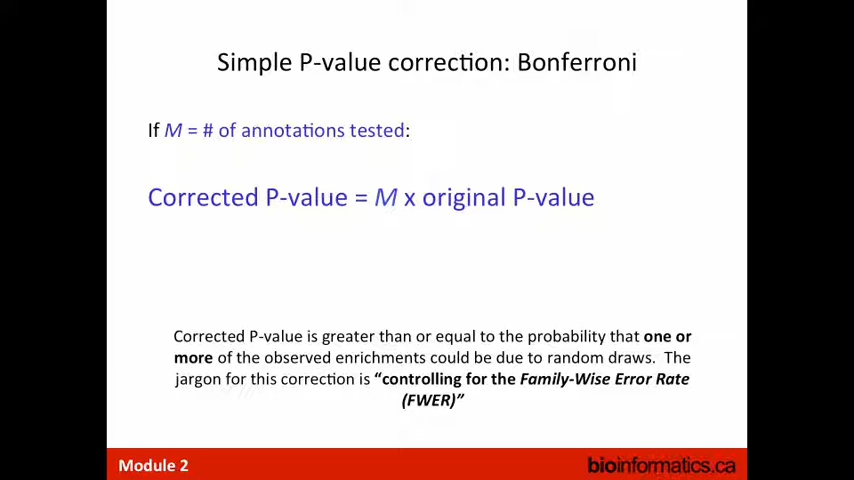 Simple P-value correction: Bonferroni
If M = # of annotations tested:
Corrected P-value = M x original P-value
Corrected P-value is greater than or equal to the probability that one or
more of the observed enrichments could be due to random draws. The
jargon for this correction is “controlling for the Family-Wise Error Rate
(FWER)”
Module 2
bioinformatics.ca